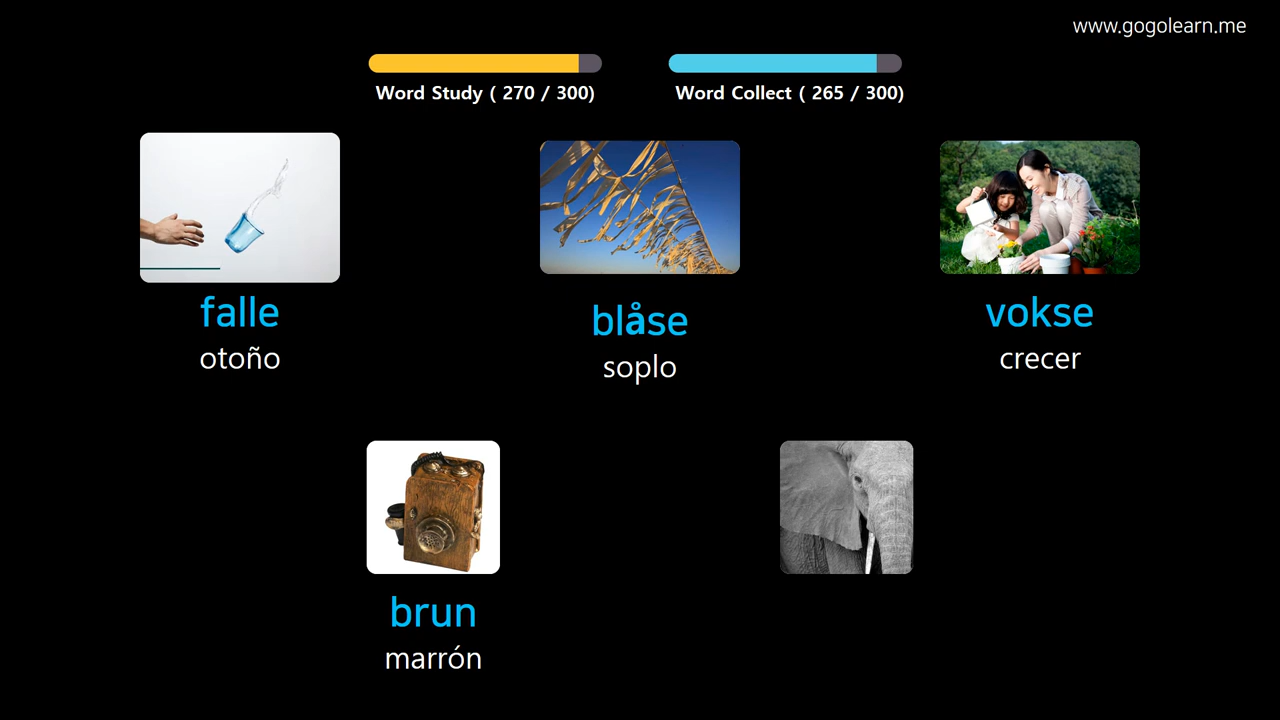 www.gogolearn.me
Word Study ( 270 / 300)
Word Collect ( 265 / 300)
falle
otoño
blåse
soplo
vokse
crecer
brun
marrón